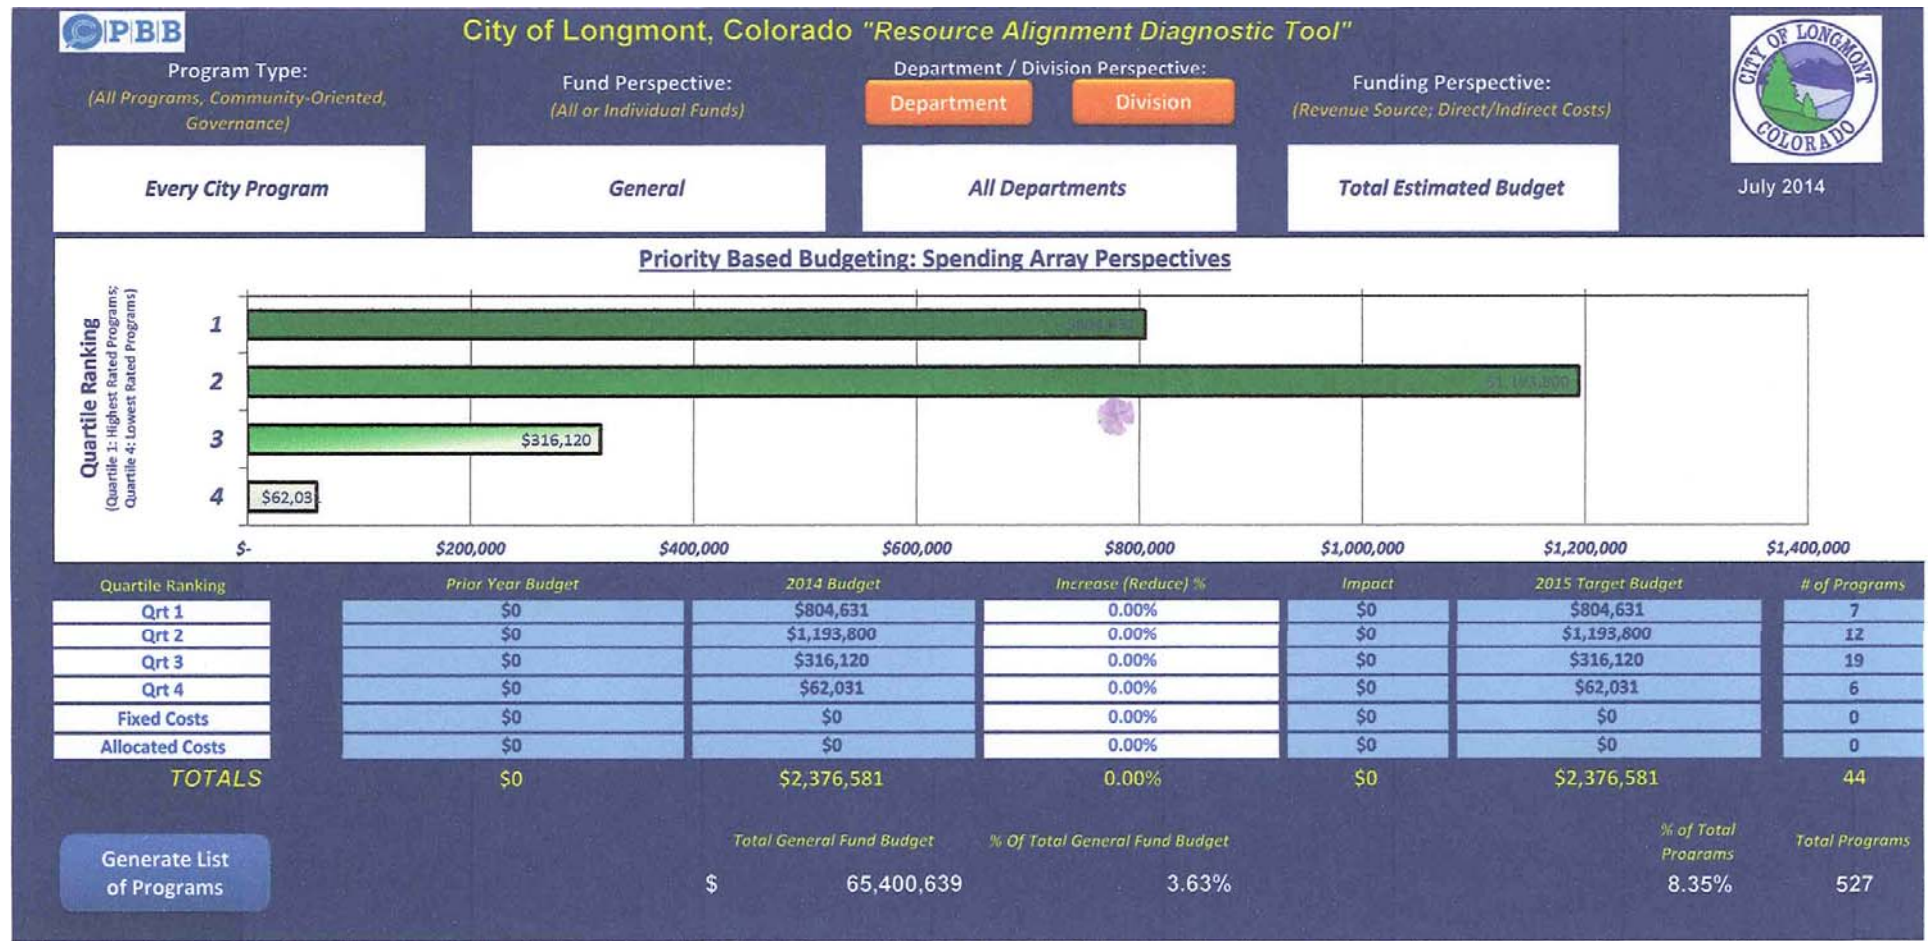 PBB
City of Longmont, Colorado "Resource Alignment Diagnostic Tool"
Program Type:
(All Programs, Community-Oriented,
Governance)
Fund Perspective:
(All or Individual Funds)
Department / Division Perspective:
Department
Division
Funding Perspective:
(Revenue Source; Direct/Indirect Costs)
CITY OF LONGMONT
COLORADO
Every City Program
General
All Departments
Total Estimated Budget
July 2014
Priority Based Budgeting: Spending Array Perspectives
Quartile Ranking
(Quartile 1: Highest Rated Programs;
Quartile 4: Lowest Rated Programs)
1
$804,631
2
$1,193,800
3
$316,120
4
$62,031
$- $200,000 $400,000 $600,000 $800,000 $1,000,000 $1,200,000 $1,400,000
Quartile Ranking Prior Year Budget 2014 Budget Increase (Reduce) % Impact 2015 Target Budget # of Programs
Qrt 1 $0 $804,631 0.00% $0 $804,631 7
Qrt 2 $0 $1,193,800 0.00% $0 $1,193,800 12
Qrt 3 $0 $316,120 0.00% $0 $316,120 19
Qrt 4 $0 $62,031 0.00% $0 $62,031 6
Fixed Costs $0 $0 0.00% $0 $0 0
Allocated Costs $0 $0 0.00% $0 $0 0
TOTALS $0 $2,376,581 0.00% $0 $2,376,581 44
Generate List
of Programs
Total General Fund Budget % Of Total General Fund Budget
$ 65,400,639 3.63%
% of Total
Programs
Total Programs
8.35% 527